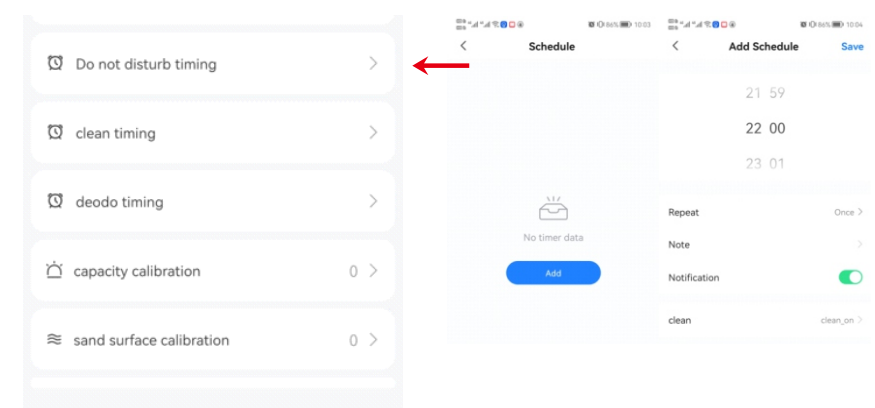 Do not disturb timing
clean timing
deodo timing
capacity calibration 0
sand surface calibration 0
86% 10:03
Schedule
No timer data
Add
86% 10:04
Add Schedule Save
21 59
22 00
23 01
Repeat Once
Note
Notification
clean clean_on